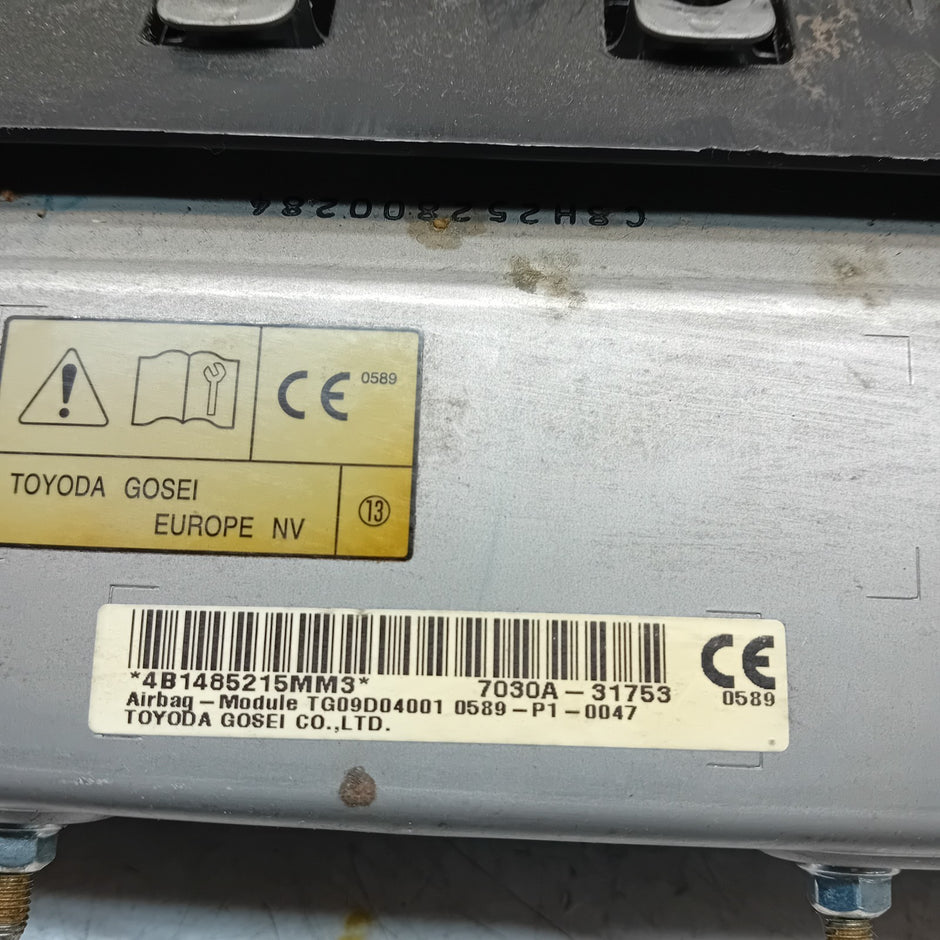 C8H252800284
CE 0589
TOYODA GOSEI
EUROPE NV
13
*4B1485215MM3* 7030A-31753
Airbag-Module TG09D04001 0589-P1-0047
TOYODA GOSEI CO.,LTD.
CE
0589